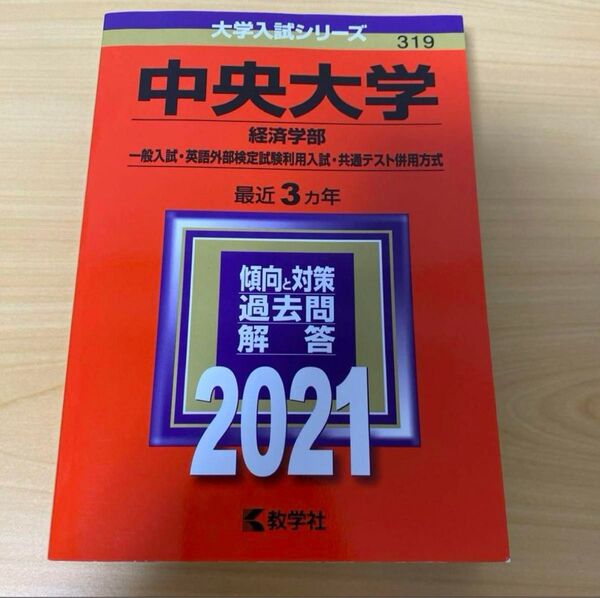 大学入試シリーズ
319
中央大学
経済学部
一般入試・英語外部検定試験利用入試・共通テスト併用方式
最近3カ年
傾向と対策
過去問
解答
2021
教学社